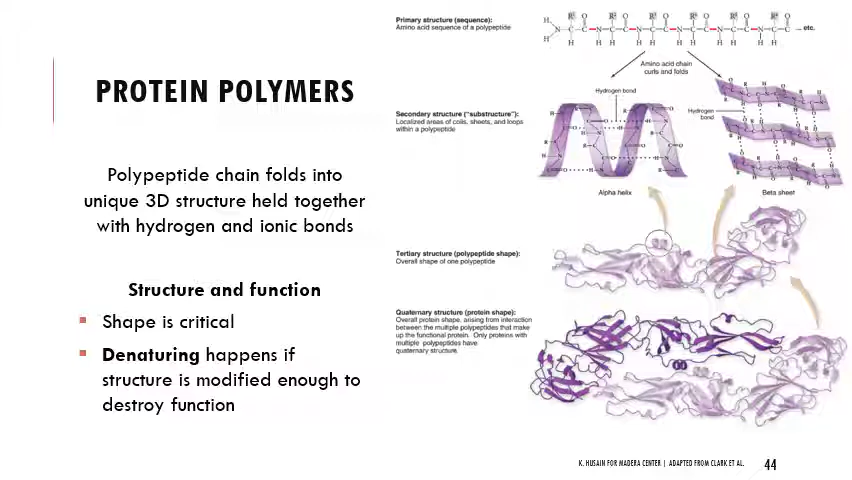 PROTEIN POLYMERS
Polypeptide chain folds into
unique 3D structure held together
with hydrogen and ionic bonds
Structure and function
Shape is critical
Denaturing happens if
structure is modified enough to
destroy function
Primary structure (sequence):
Amino acid sequence of a polypeptide
etc.
Amino acid chain
curls and folds
Secondary structure ("substructure"):
Localized areas of coils, sheets, and loops
within a polypeptide
Hydrogen bond
Hydrogen
bond
Alpha helix
Beta sheet
Tertiary structure (polypeptide shape):
Overall shape of one polypeptide
Quaternary structure (protein shape):
Overall protein shape, arising from interaction
between the multiple polypeptides that make
up the functional protein. Only proteins with
multiple polypeptides have
quaternary structure.
K. HUSAIN FOR MADERA CENTER | ADAPTED FROM CLARK ET AL.
44